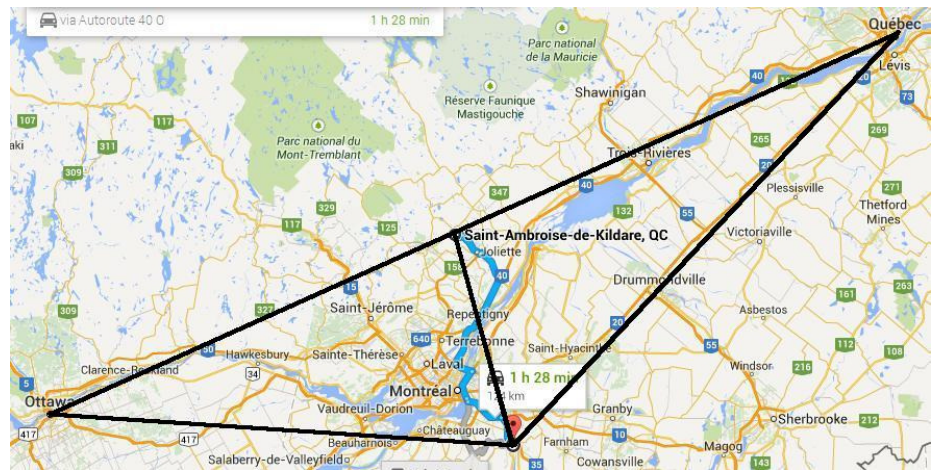 via Autoroute 40 O 1 h 28 min
Québec
Lévis
Parc national
de la Mauricie
40
20
73
Shawinigan
Réserve Faunique
Mastigouche
107
117
311
Parc national du
Mont-Tremblant
265
269
Trois-Rivières
20
309
347
40
Plessisville
271
329
132
55
Thetford
Mines
117
125
Saint-Ambroise-de-Kildare, QC
Victoriaville
Joliette
158
40
15
Drummondville
263
161
309
327
Saint-Jérôme
Repentigny
Asbestos
20
640
Terrebonne
112
116
50
Hawkesbury
Sainte-Thérèse
Saint-Hyacinthe
55
108
Clarence-Rockland
Laval
Windsor
5
34
1 h 28 min
Montréal
km
Ottawa
Vaudreuil-Dorion
Granby
Sherbrooke
212
417
417
Châteauguay
10
Beauharnois
Farnham
Magog
Salaberry-de-Valleyfield
35
Cowansville
143